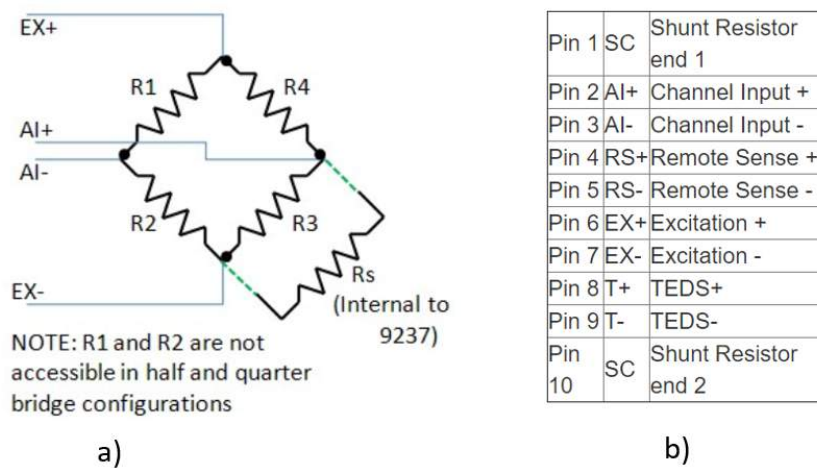 EX+
R1
R4
AI+
AI-
R2
R3
EX-
Rs
(Internal to
9237)
NOTE: R1 and R2 are not
accessible in half and quarter
bridge configurations
a)
Pin 1 SC Shunt Resistor
end 1
Pin 2 AI+ Channel Input +
Pin 3 AI- Channel Input -
Pin 4 RS+ Remote Sense +
Pin 5 RS- Remote Sense -
Pin 6 EX+ Excitation +
Pin 7 EX- Excitation -
Pin 8 T+ TEDS+
Pin 9 T- TEDS-
Pin
10 SC Shunt Resistor
end 2
b)